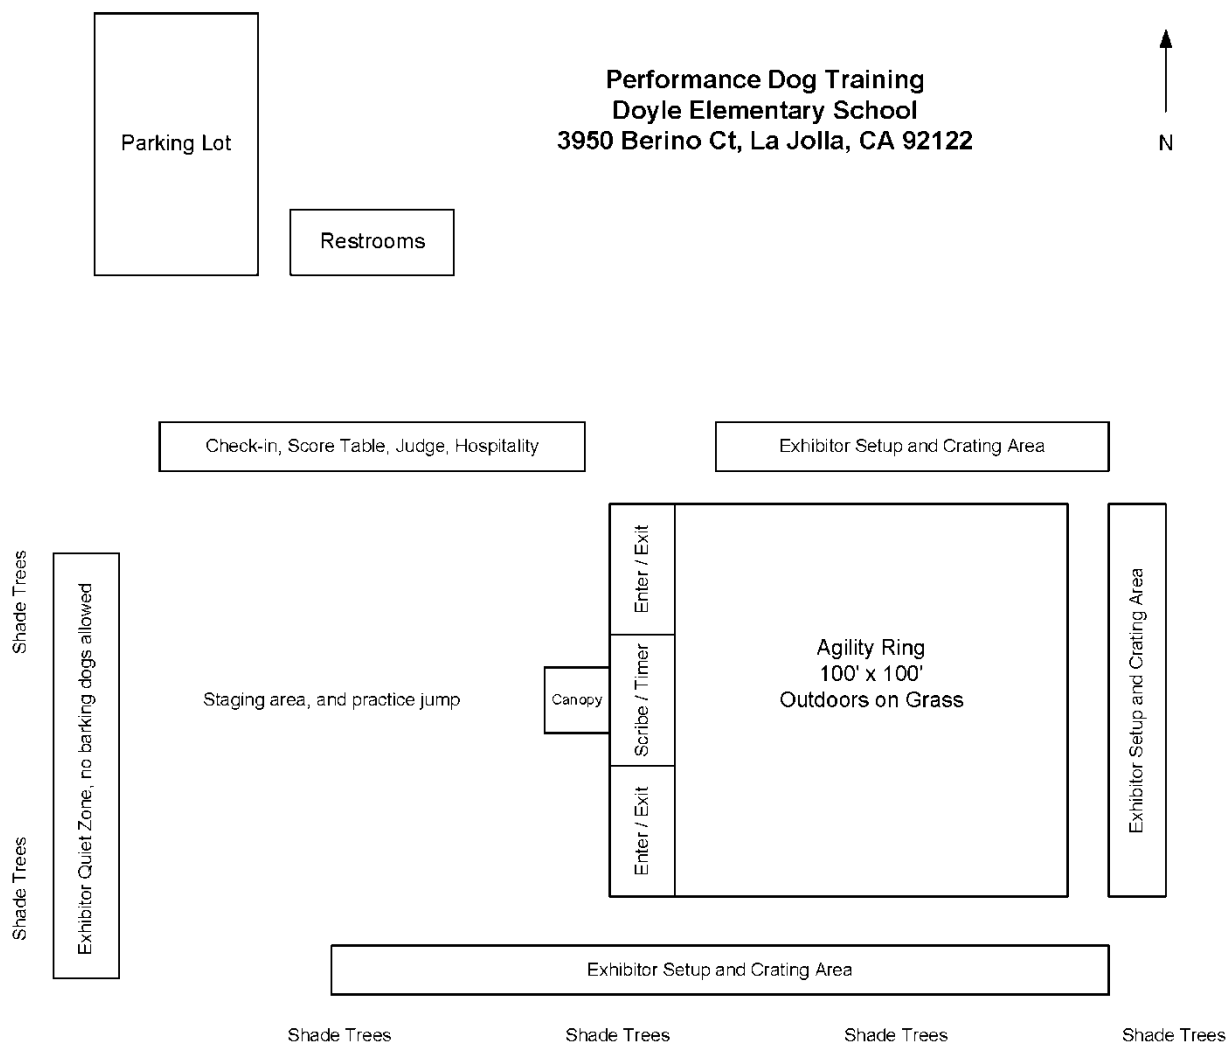 Performance Dog Training
Doyle Elementary School
3950 Berino Ct, La Jolla, CA 92122
N
Parking Lot
Restrooms
Check-in, Score Table, Judge, Hospitality
Exhibitor Setup and Crating Area
Shade Trees
Shade Trees
Exhibitor Quiet Zone, no barking dogs allowed
Staging area, and practice jump
Canopy
Enter / Exit
Scribe / Timer
Enter / Exit
Agility Ring
100' x 100'
Outdoors on Grass
Exhibitor Setup and Crating Area
Exhibitor Setup and Crating Area
Shade Trees
Shade Trees
Shade Trees
Shade Trees